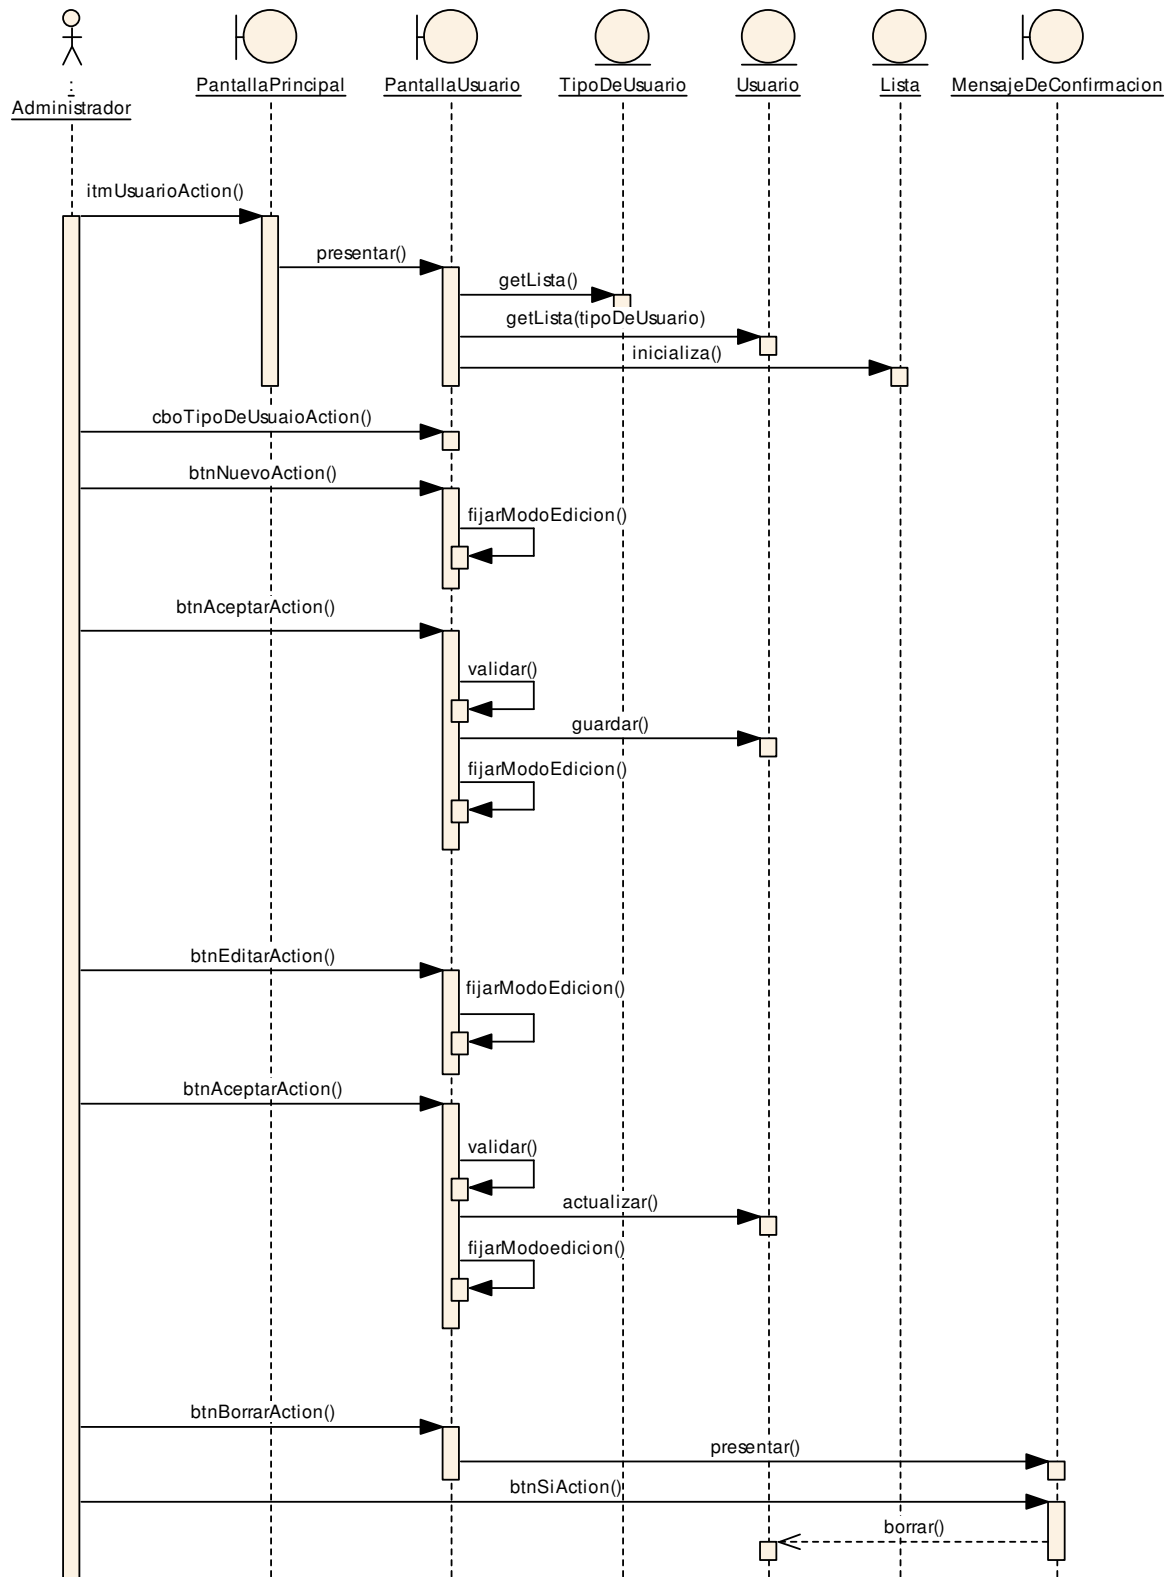 :
Administrador
PantallaPrincipal
PantallaUsuario
TipoDeUsuario
Usuario
Lista
MensajeDeConfirmacion
itmUsuarioAction()
presentar()
getLista()
getLista(tipoDeUsuario)
inicializa()
cboTipoDeUsuaioAction()
btnNuevoAction()
fijarModoEdicion()
btnAceptarAction()
validar()
guardar()
fijarModoEdicion()
btnEditarAction()
fijarModoEdicion()
btnAceptarAction()
validar()
actualizar()
fijarModoedicion()
btnBorrarAction()
presentar()
btnSiAction()
borrar()